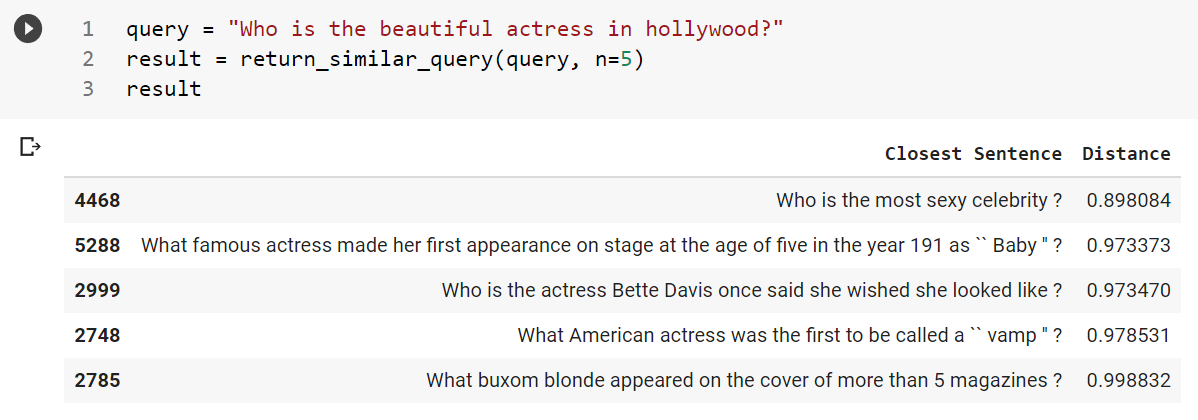 1 query = "Who is the beautiful actress in hollywood?"
2 result = return_similar_query(query, n=5)
3 result
Closest Sentence Distance
4468 Who is the most sexy celebrity ? 0.898084
5288 What famous actress made her first appearance on stage at the age of five in the year 191 as `` Baby " ? 0.973373
2999 Who is the actress Bette Davis once said she wished she looked like ? 0.973470
2748 What American actress was the first to be called a `` vamp " ? 0.978531
2785 What buxom blonde appeared on the cover of more than 5 magazines ? 0.998832